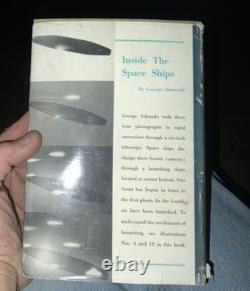 Inside The
Space Ships
By George Adamski
George Adamski took these
four photographs in rapid
succession through a six-inch
telescope. Space ships dis-
charge their Scouts (saucers)
through a launching chute
located at corner bottom. One
Scout has begun to leave in
the first photo. In the fourth
six have been launched. To
understand the mechanism of
launching, see illustrations
Nos. 4 and 12 in this book.